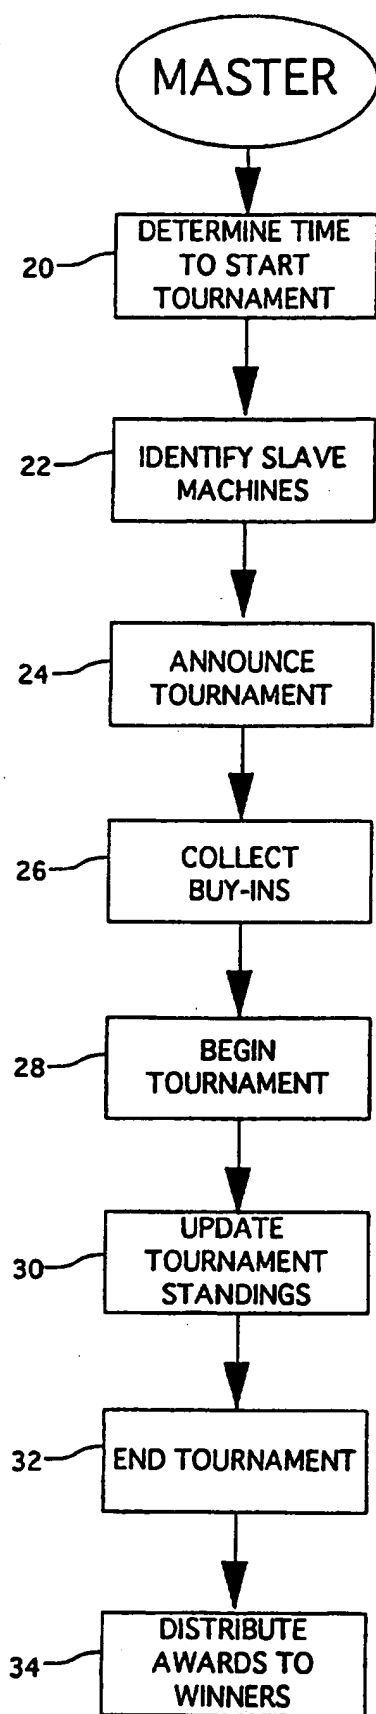 MASTER
20
DETERMINE TIME
TO START
TOURNAMENT
22
IDENTIFY SLAVE
MACHINES
24
ANNOUNCE
TOURNAMENT
26
COLLECT
BUY-INS
28
BEGIN
TOURNAMENT
30
UPDATE
TOURNAMENT
STANDINGS
32
END TOURNAMENT
34
DISTRIBUTE
AWARDS TO
WINNERS